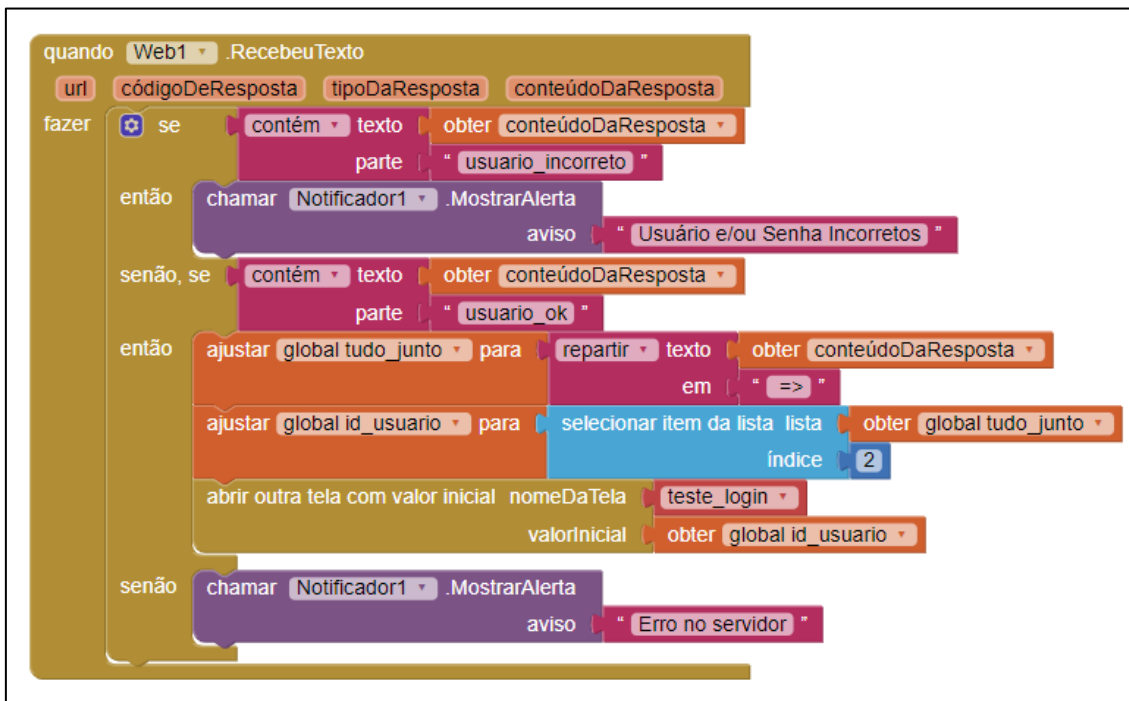 quando Web1 .RecebeuTexto
url códigoDeResposta tipoDaResposta conteúdoDaResposta
fazer se contém texto obter conteúdoDaResposta
parte " usuario_incorreto "
então chamar Notificador1 .MostrarAlerta
aviso " Usuário e/ou Senha Incorretos "
senão, se contém texto obter conteúdoDaResposta
parte " usuario_ok "
então ajustar global tudo_junto para repartir texto obter conteúdoDaResposta
em " => "
ajustar global id_usuario para selecionar item da lista lista obter global tudo_junto
índice 2
abrir outra tela com valor inicial nomeDaTela teste_login
valorInicial obter global id_usuario
senão chamar Notificador1 .MostrarAlerta
aviso " Erro no servidor "